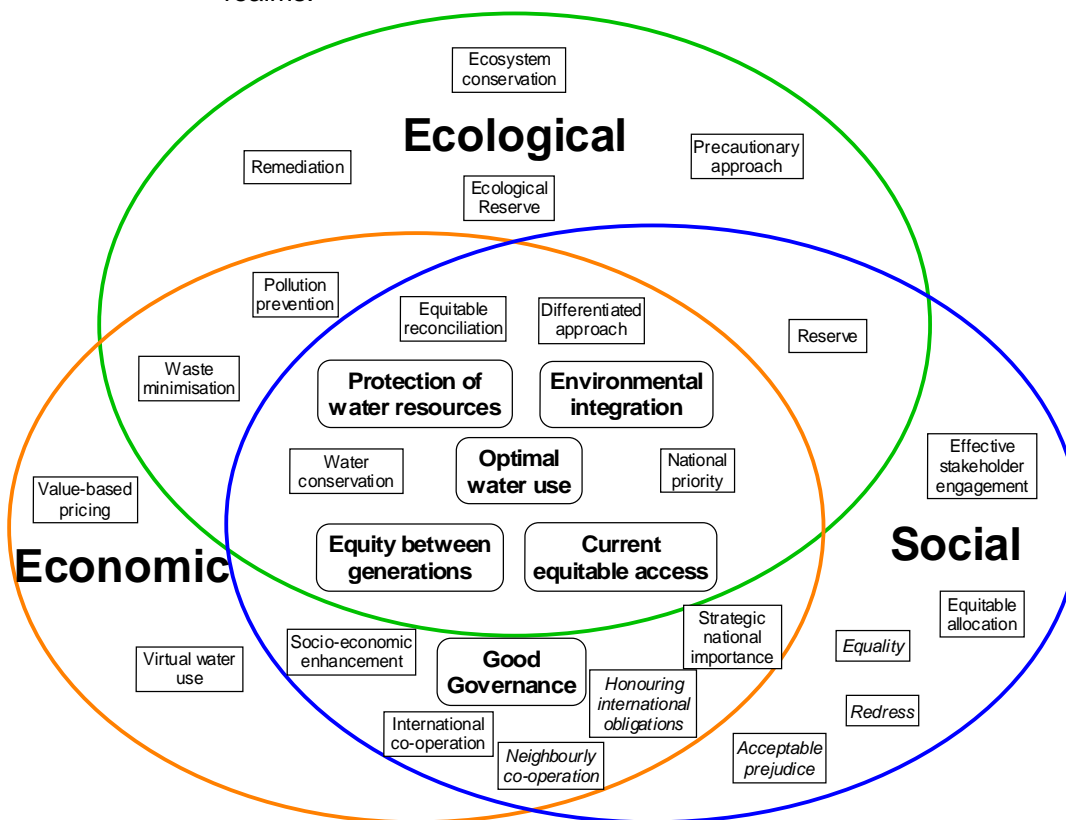 realms.
Ecosystem
conservation
Ecological
Remediation
Precautionary
approach
Ecological
Reserve
Pollution
prevention
Equitable
reconciliation
Differentiated
approach
Reserve
Waste
minimisation
Protection of
water resources
Environmental
integration
Water
conservation
Optimal
water use
National
priority
Effective
stakeholder
engagement
Value-based
pricing
Economic
Equity between
generations
Current
equitable access
Social
Equitable
allocation
Strategic
national
importance
Equality
Socio-economic
enhancement
Good
Governance
Virtual water
use
Honouring
international
obligations
Redress
International
co-operation
Neighbourly
co-operation
Acceptable
prejudice